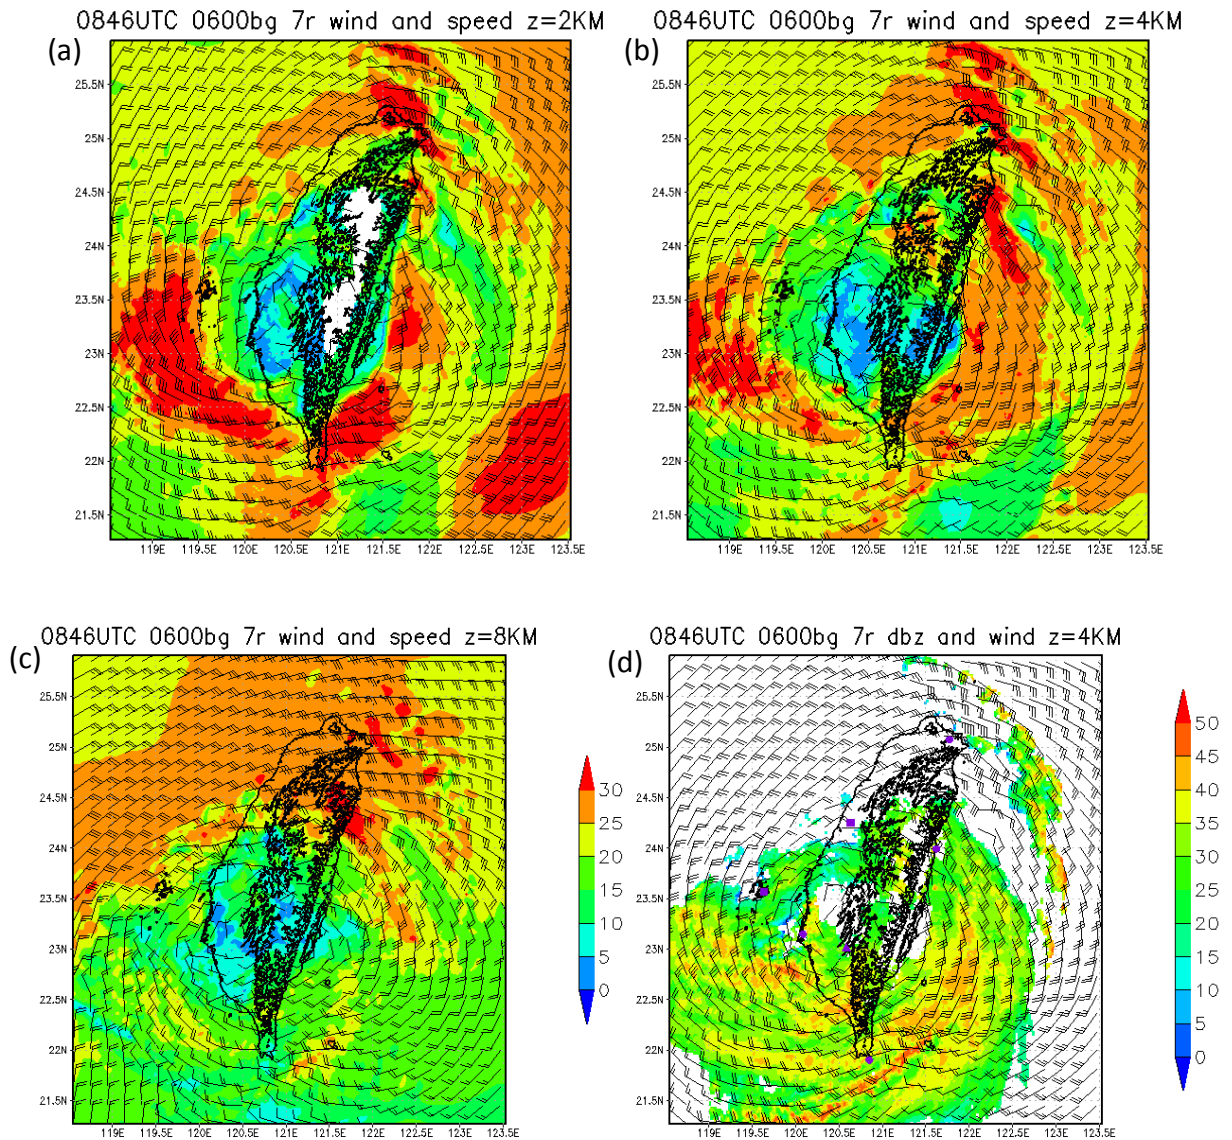 0846UTC 0600bg 7r wind and speed z=2KM
(a)
25.5N
25N
24.5N
24N
23.5N
23N
22.5N
22N
21.5N
119E 119.5E 120E 120.5E 121E 121.5E 122E 122.5E 123E 123.5E
0846UTC 0600bg 7r wind and speed z=4KM
(b)
25.5N
25N
24.5N
24N
23.5N
23N
22.5N
22N
21.5N
119E 119.5E 120E 120.5E 121E 121.5E 122E 122.5E 123E 123.5E
0846UTC 0600bg 7r wind and speed z=8KM
(c)
25.5N
25N
24.5N
24N
23.5N
23N
22.5N
22N
21.5N
119E 119.5E 120E 120.5E 121E 121.5E 122E 122.5E 123E 123.5E
30
25
20
15
10
5
0
0846UTC 0600bg 7r dbz and wind z=4KM
(d)
25.5N
25N
24.5N
24N
23.5N
23N
22.5N
22N
21.5N
119E 119.5E 120E 120.5E 121E 121.5E 122E 122.5E 123E 123.5E
50
45
40
35
30
25
20
15
10
5
0